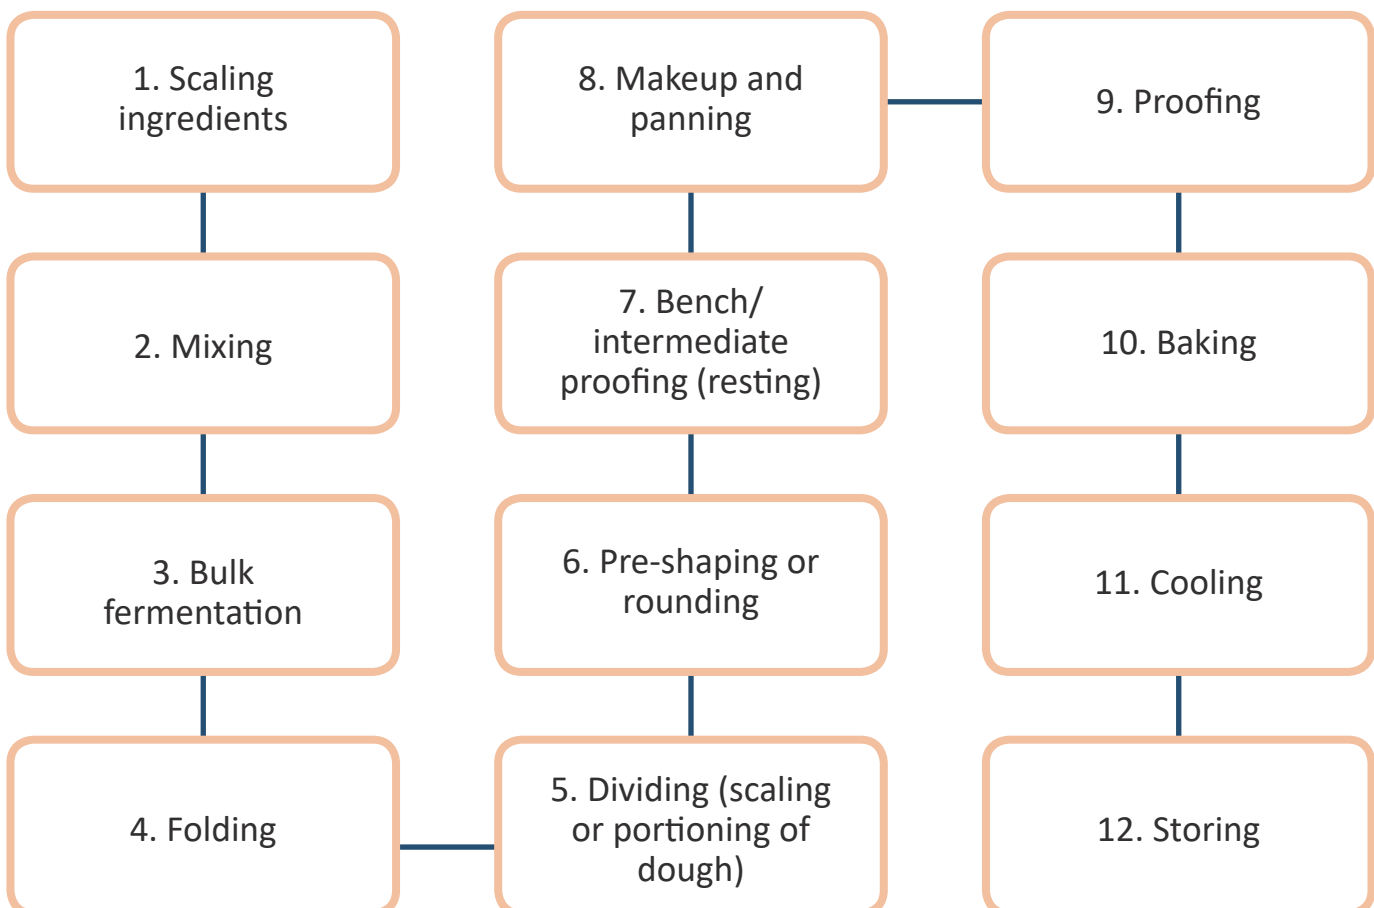 1. Scaling
ingredients
2. Mixing
3. Bulk
fermentation
4. Folding
5. Dividing (scaling
or portioning of
dough)
6. Pre-shaping or
rounding
7. Bench/
intermediate
proofing (resting)
8. Makeup and
panning
9. Proofing
10. Baking
11. Cooling
12. Storing